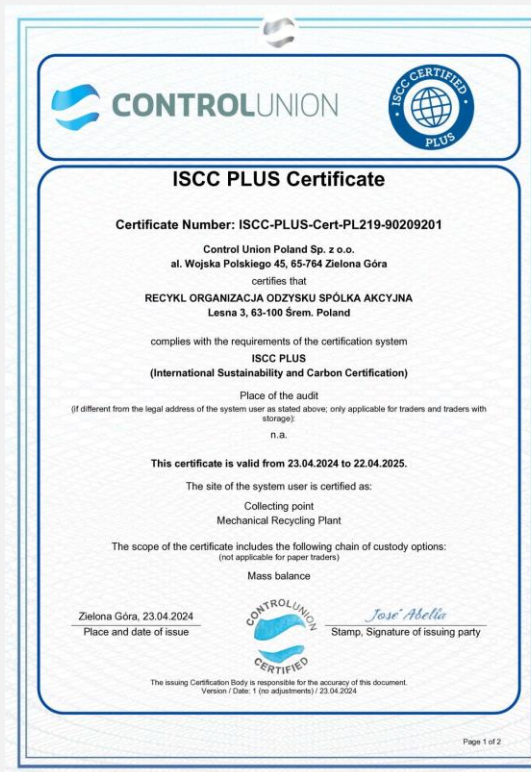 CONTROLUNION
· ISCC CERTIFIED ·
PLUS
ISCC PLUS Certificate
Certificate Number: ISCC-PLUS-Cert-PL219-90209201
Control Union Poland Sp. z o.o.
al. Wojska Polskiego 45, 65-764 Zielona Góra
certifies that
RECYKL ORGANIZACJA ODZYSKU SPÓLKA AKCYJNA
Lesna 3, 63-100 Śrem. Poland
complies with the requirements of the certification system
ISCC PLUS
(International Sustainability and Carbon Certification)
Place of the audit
(if different from the legal address of the system user as stated above; only applicable for traders and traders with
storage):
n.a.
This certificate is valid from 23.04.2024 to 22.04.2025.
The site of the system user is certified as:
Collecting point
Mechanical Recycling Plant
The scope of the certificate includes the following chain of custody options:
(not applicable for paper traders)
Mass balance
Zielona Góra, 23.04.2024
Place and date of issue
CONTROLUNION
CERTIFIED
José Abella
Stamp, Signature of issuing party
The issuing Certification Body is responsible for the accuracy of this document.
Version / Date: 1 (no adjustments) / 23.04.2024
Page 1 of 2